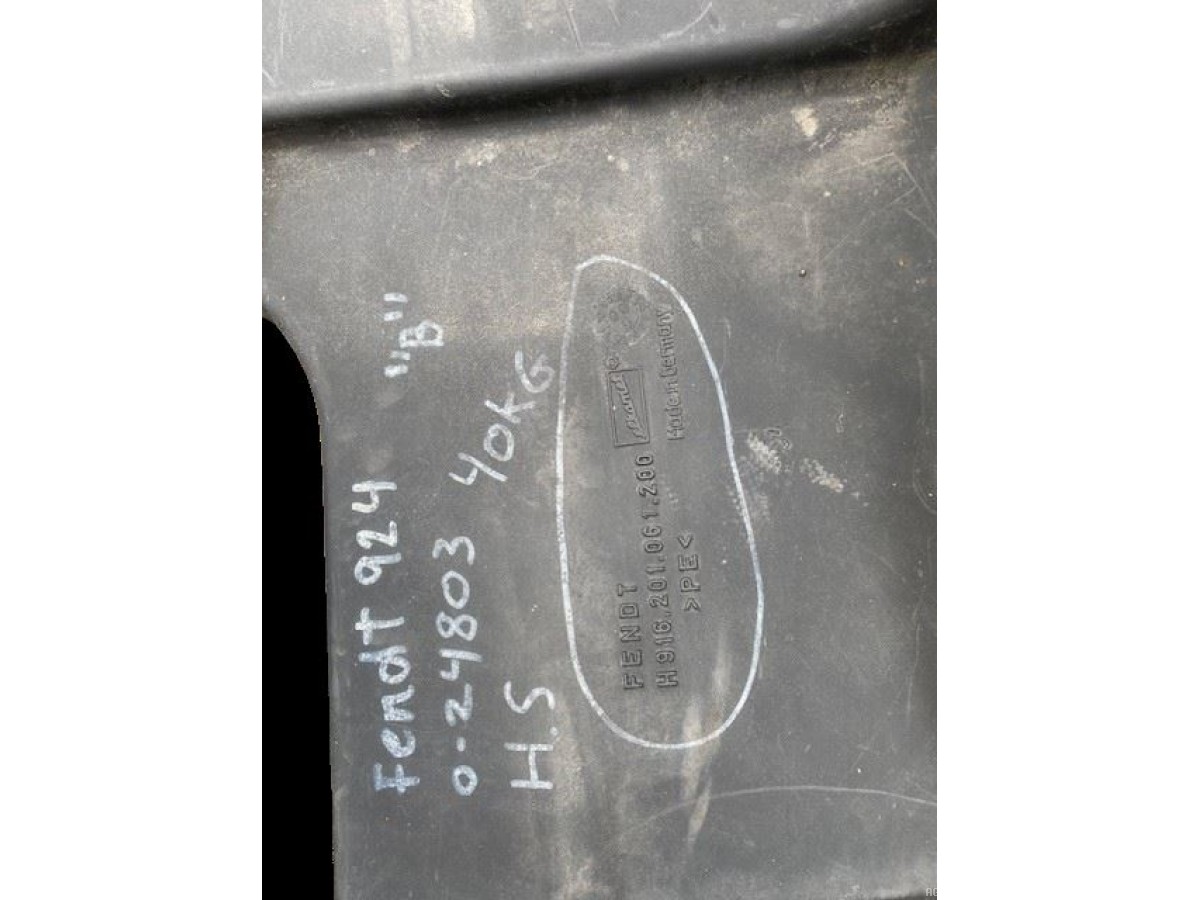 Fendt 924 "B"
0-24803 40KG
H.S
FENDT
H916.201.061.200
>PE<
Made in Germany